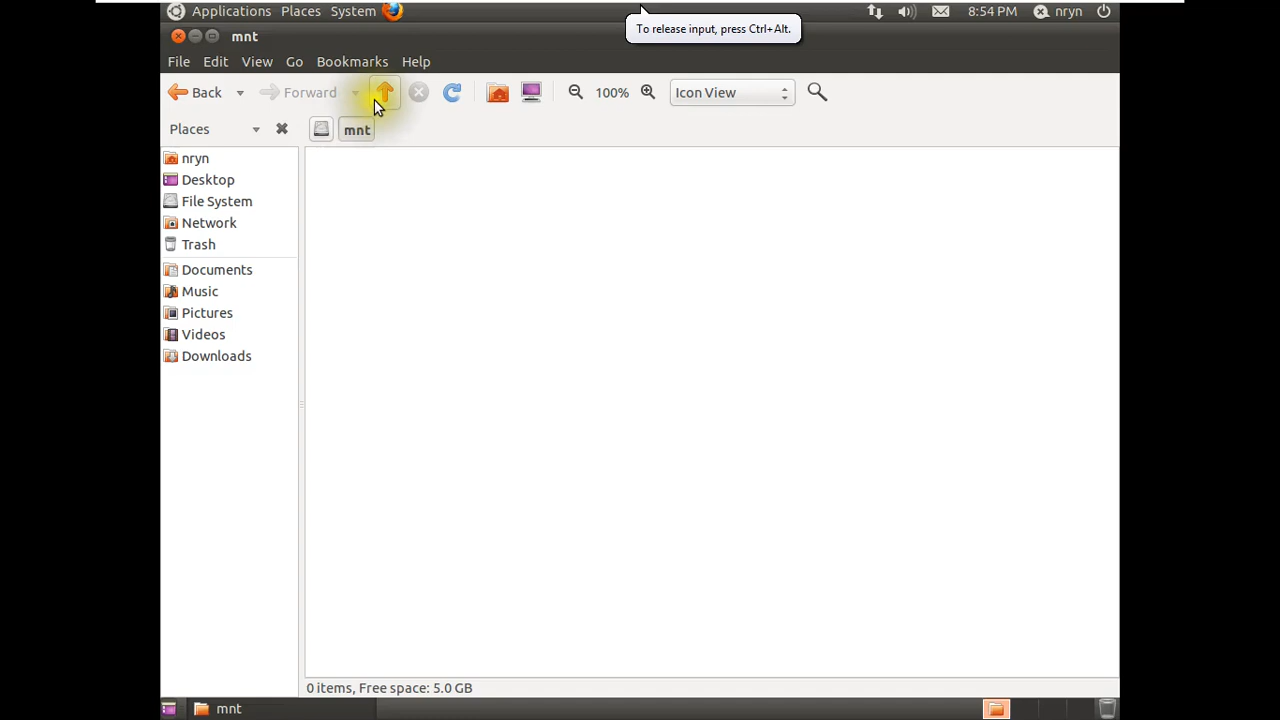 Applications Places System 8:54 PM nryn
To release input, press Ctrl+Alt.
mnt
File Edit View Go Bookmarks Help
Back Forward 100% Icon View
Places mnt
nryn
Desktop
File System
Network
Trash
Documents
Music
Pictures
Videos
Downloads
0 items, Free space: 5.0 GB
mnt